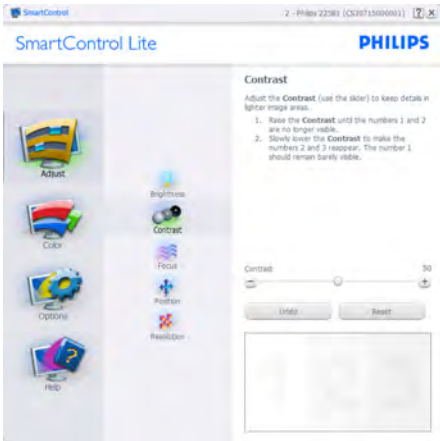 SmartControl
2 - Philips 225B1 (CS30715000001)
? X
SmartControl Lite
PHILIPS
Contrast
Adjust the Contrast (use the slider) to keep details in
lighter image areas.
1. Raise the Contrast until the numbers 1 and 2
are no longer visible.
2. Slowly lower the Contrast to make the
numbers 2 and 3 reappear. The number 1
should remain barely visible.
Adjust
Color
Options
Help
Brightness
Contrast
Focus
Position
Resolution
Contrast
50
Undo
Reset
1 2 3